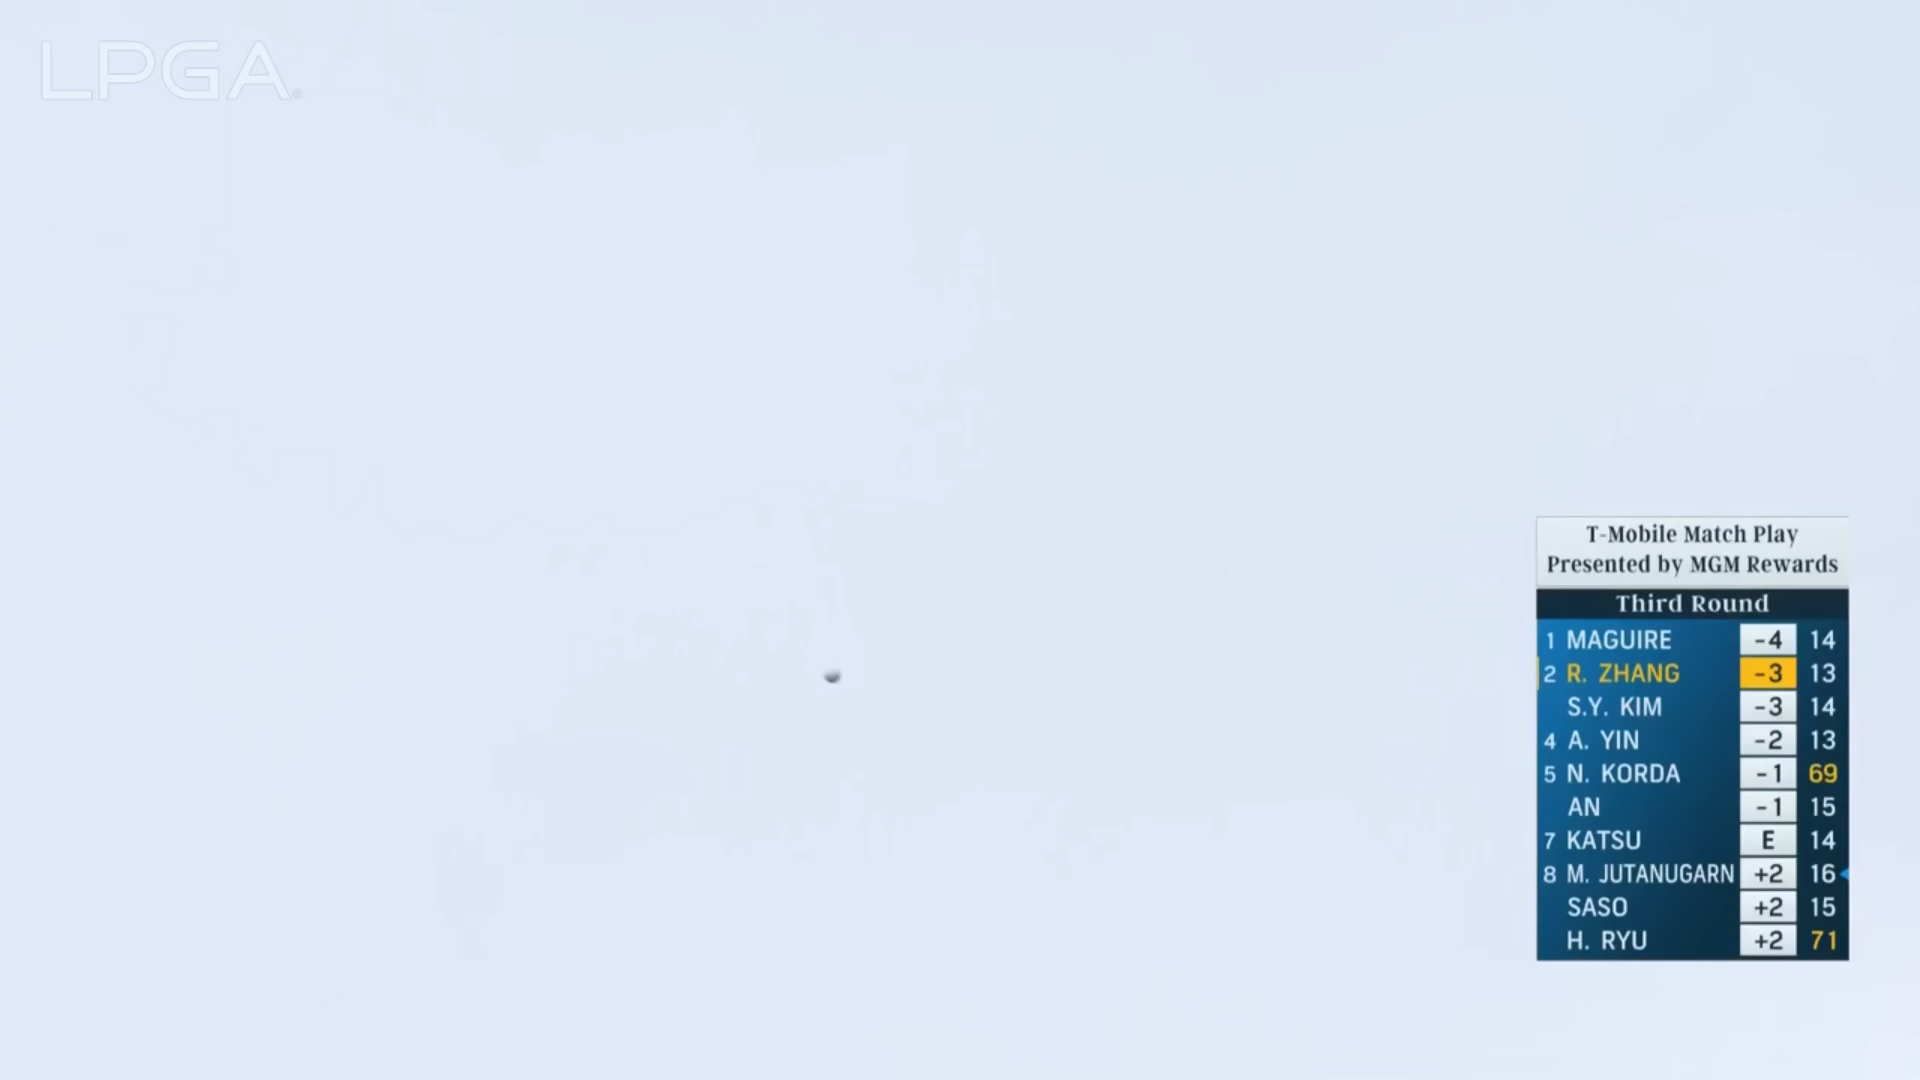 LPGA
T-Mobile Match Play
Presented by MGM Rewards
Third Round
1 MAGUIRE -4 14
2 R. ZHANG -3 13
S.Y. KIM -3 14
4 A. YIN -2 13
5 N. KORDA -1 69
AN -1 15
7 KATSU E 14
8 M. JUTANUGARN +2 16
SASO +2 15
H. RYU +2 71